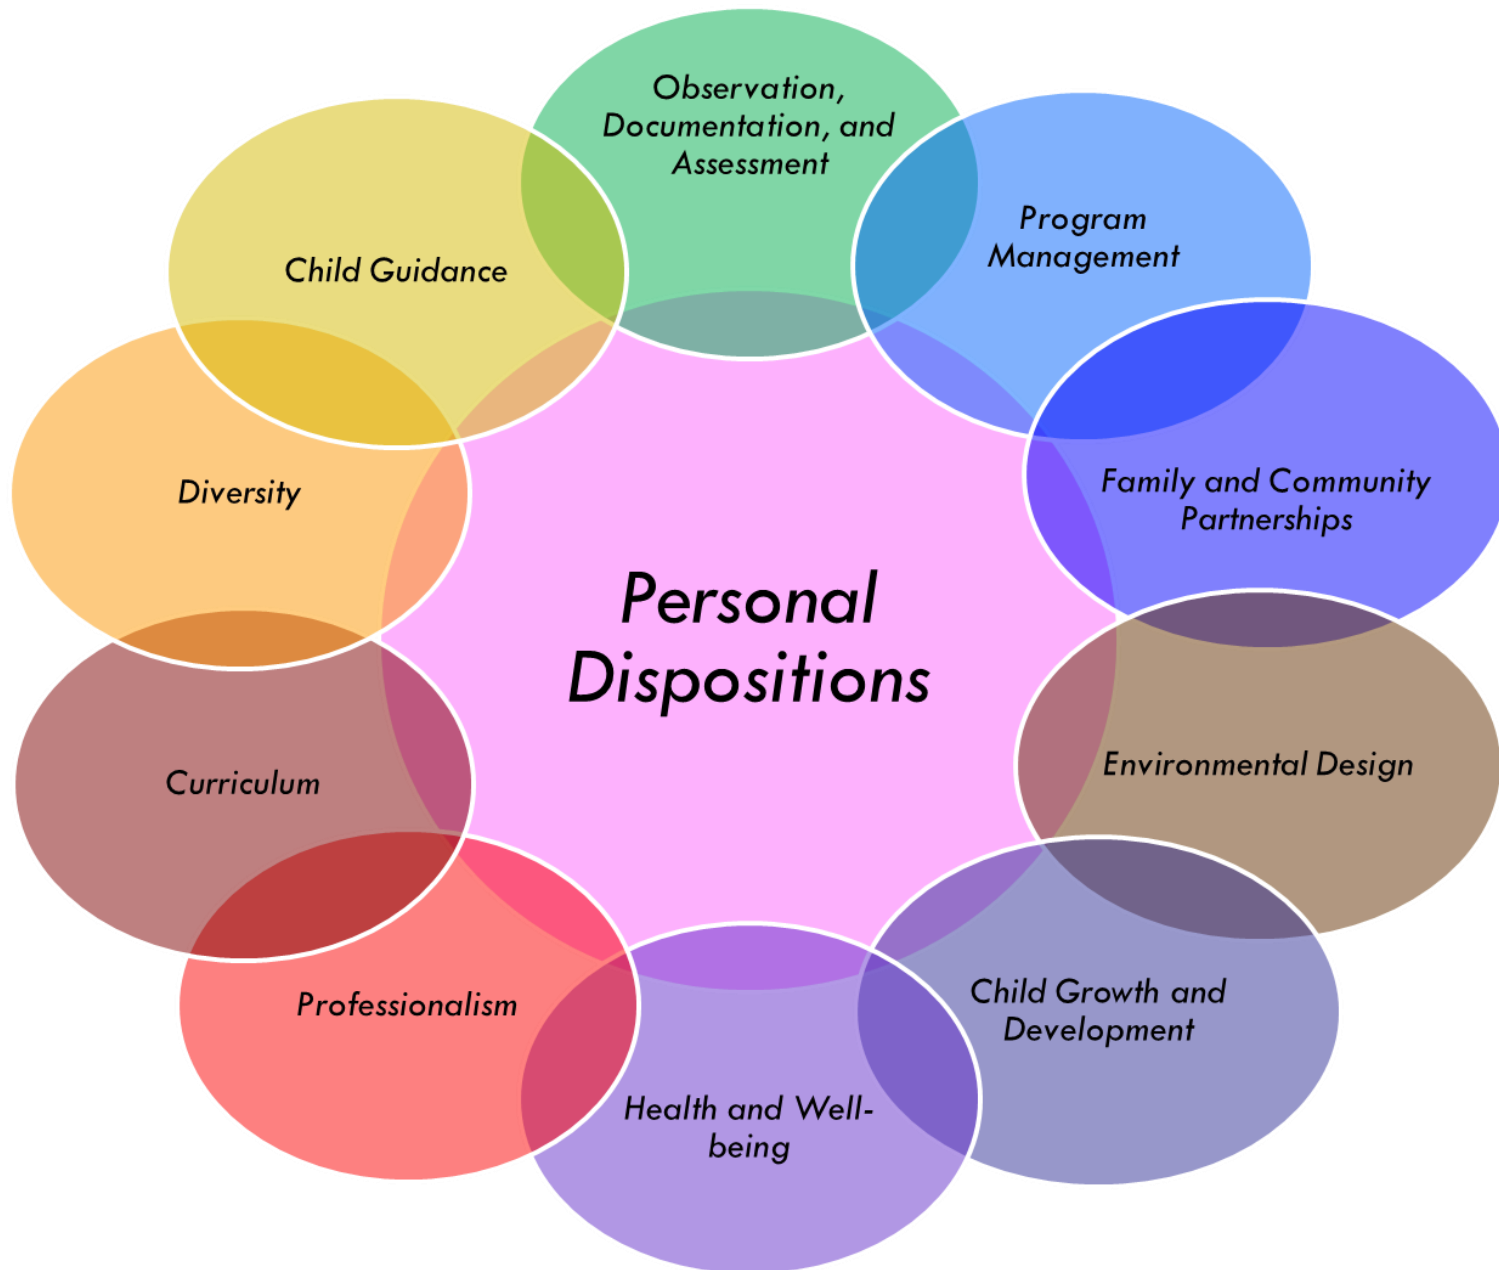 Observation,
Documentation, and
Assessment
Program
Management
Child Guidance
Family and Community
Partnerships
Diversity
Personal
Dispositions
Environmental Design
Curriculum
Child Growth and
Development
Professionalism
Health and Well-
being